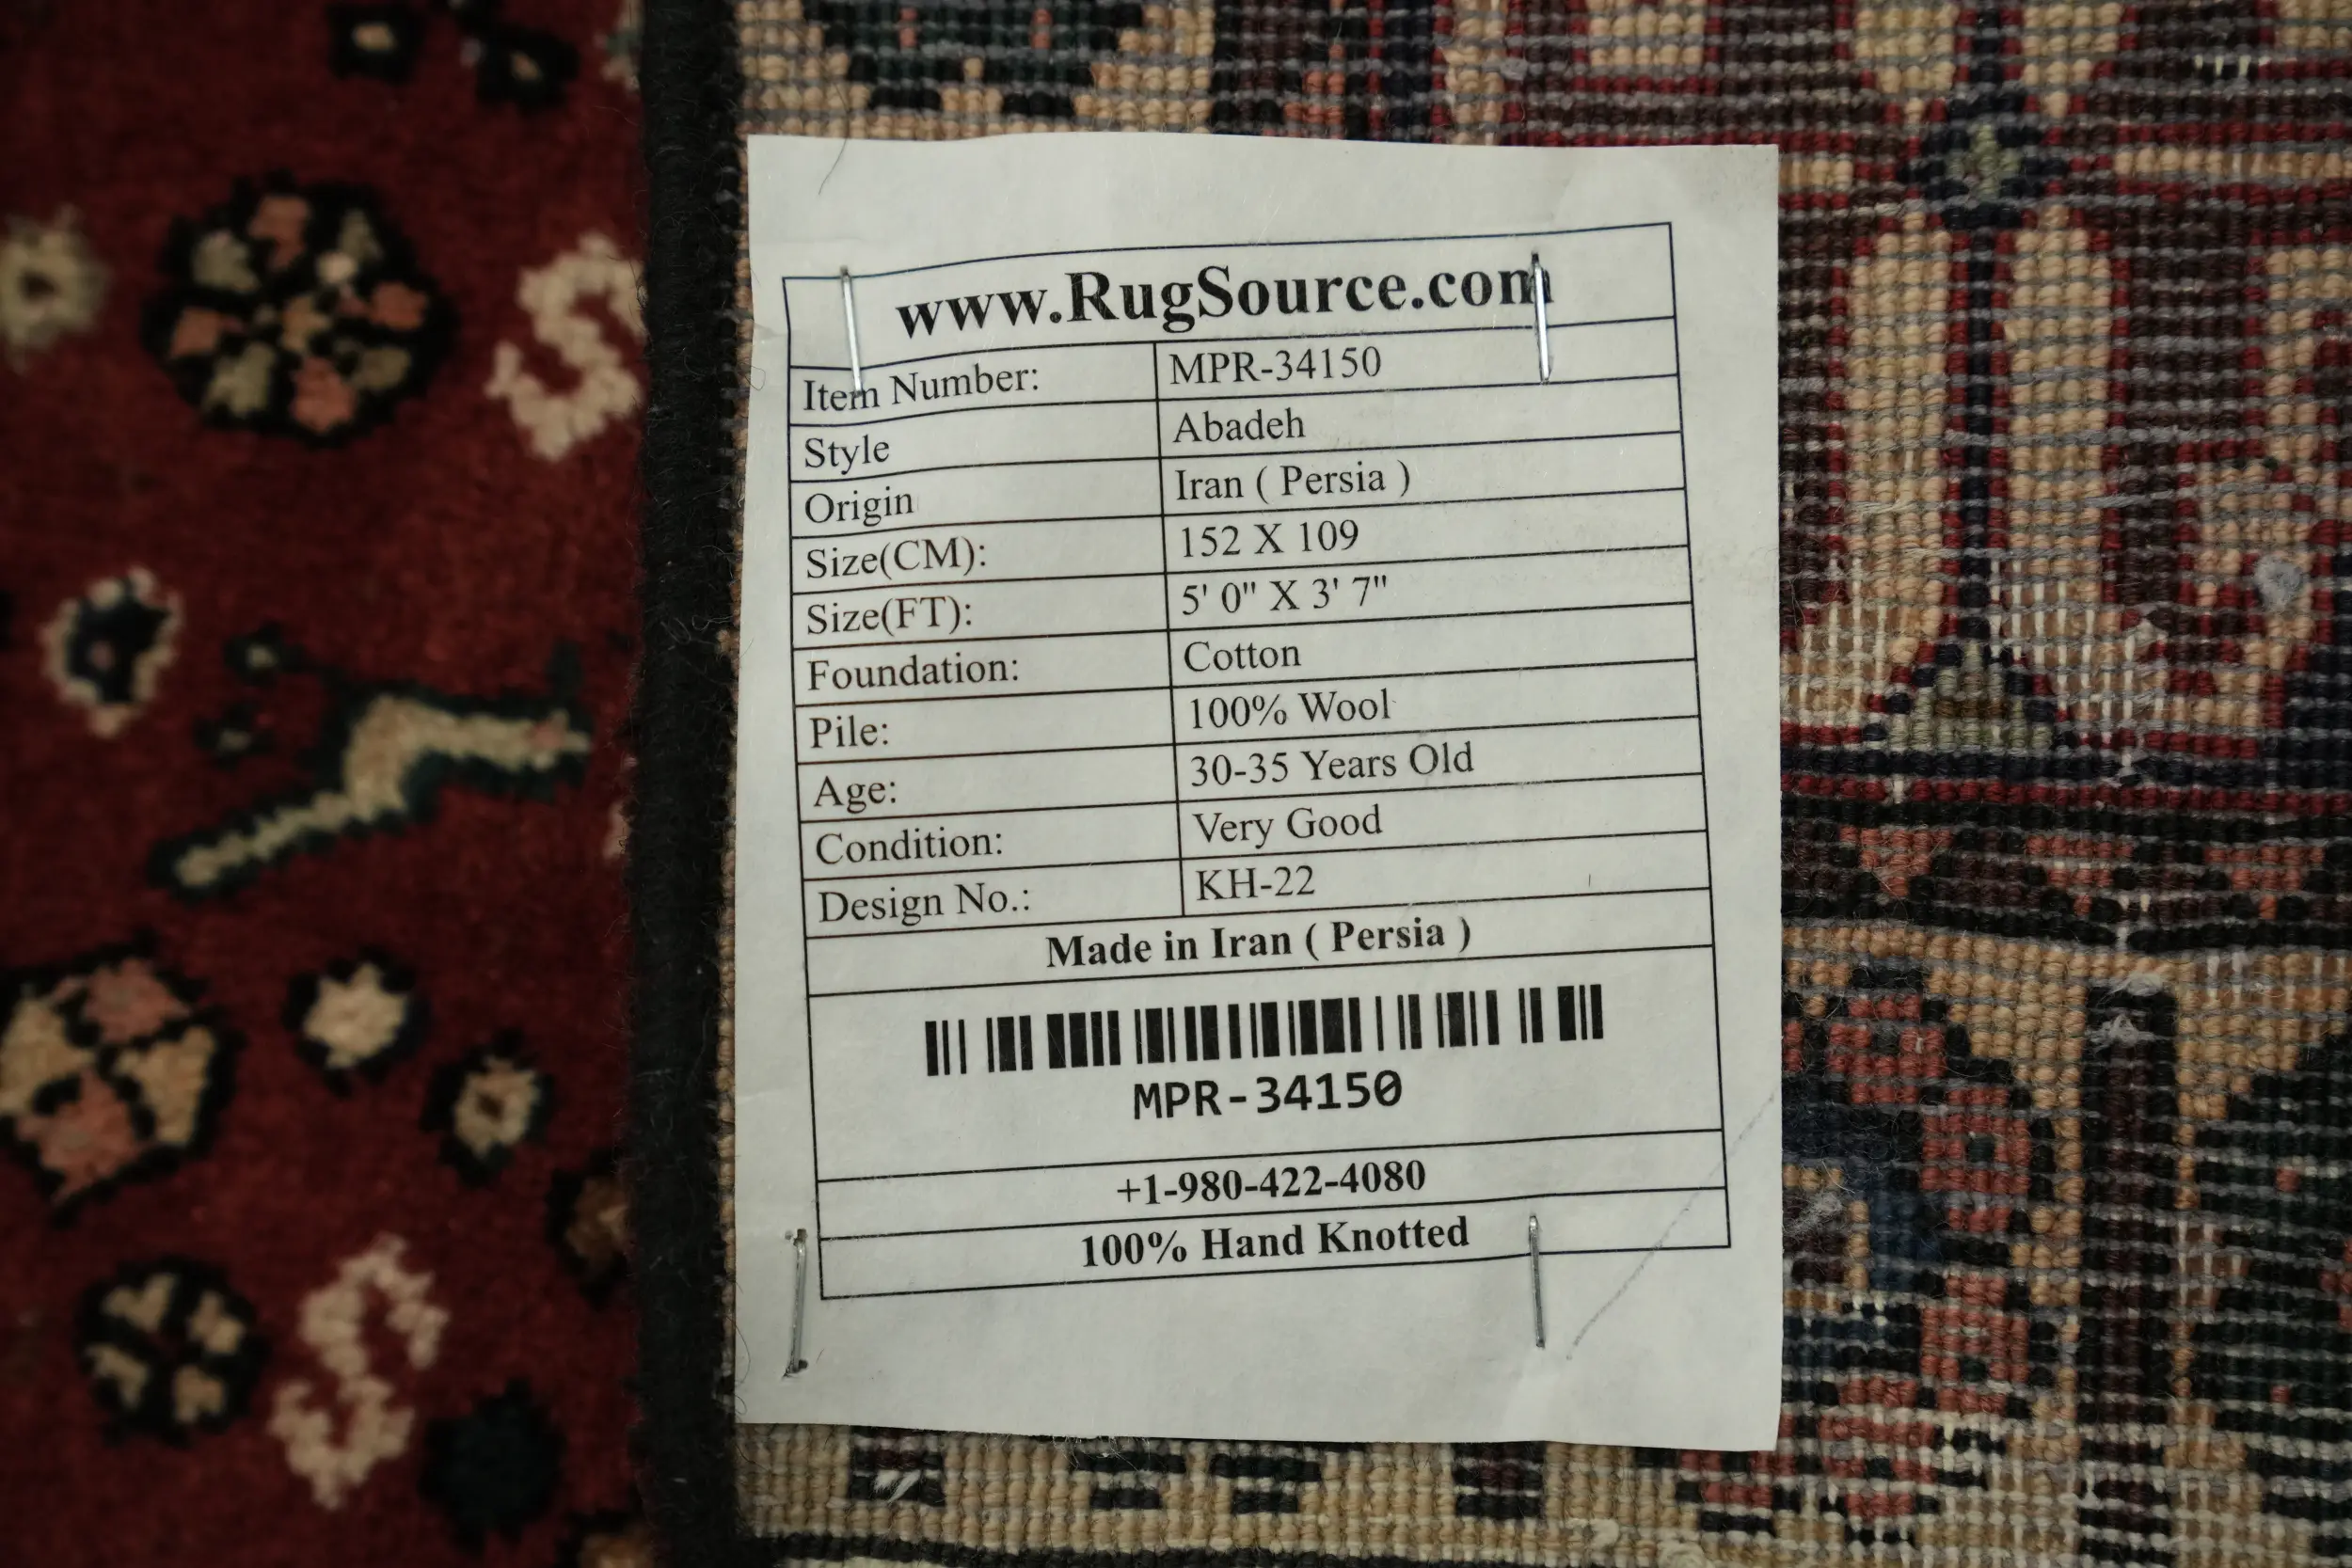 www.RugSource.com
Item Number: MPR-34150
Style Abadeh
Origin Iran ( Persia )
Size(CM): 152 X 109
Size(FT): 5' 0" X 3' 7"
Foundation: Cotton
Pile: 100% Wool
Age: 30-35 Years Old
Condition: Very Good
Design No.: KH-22
Made in Iran ( Persia )
MPR-34150
+1-980-422-4080
100% Hand Knotted